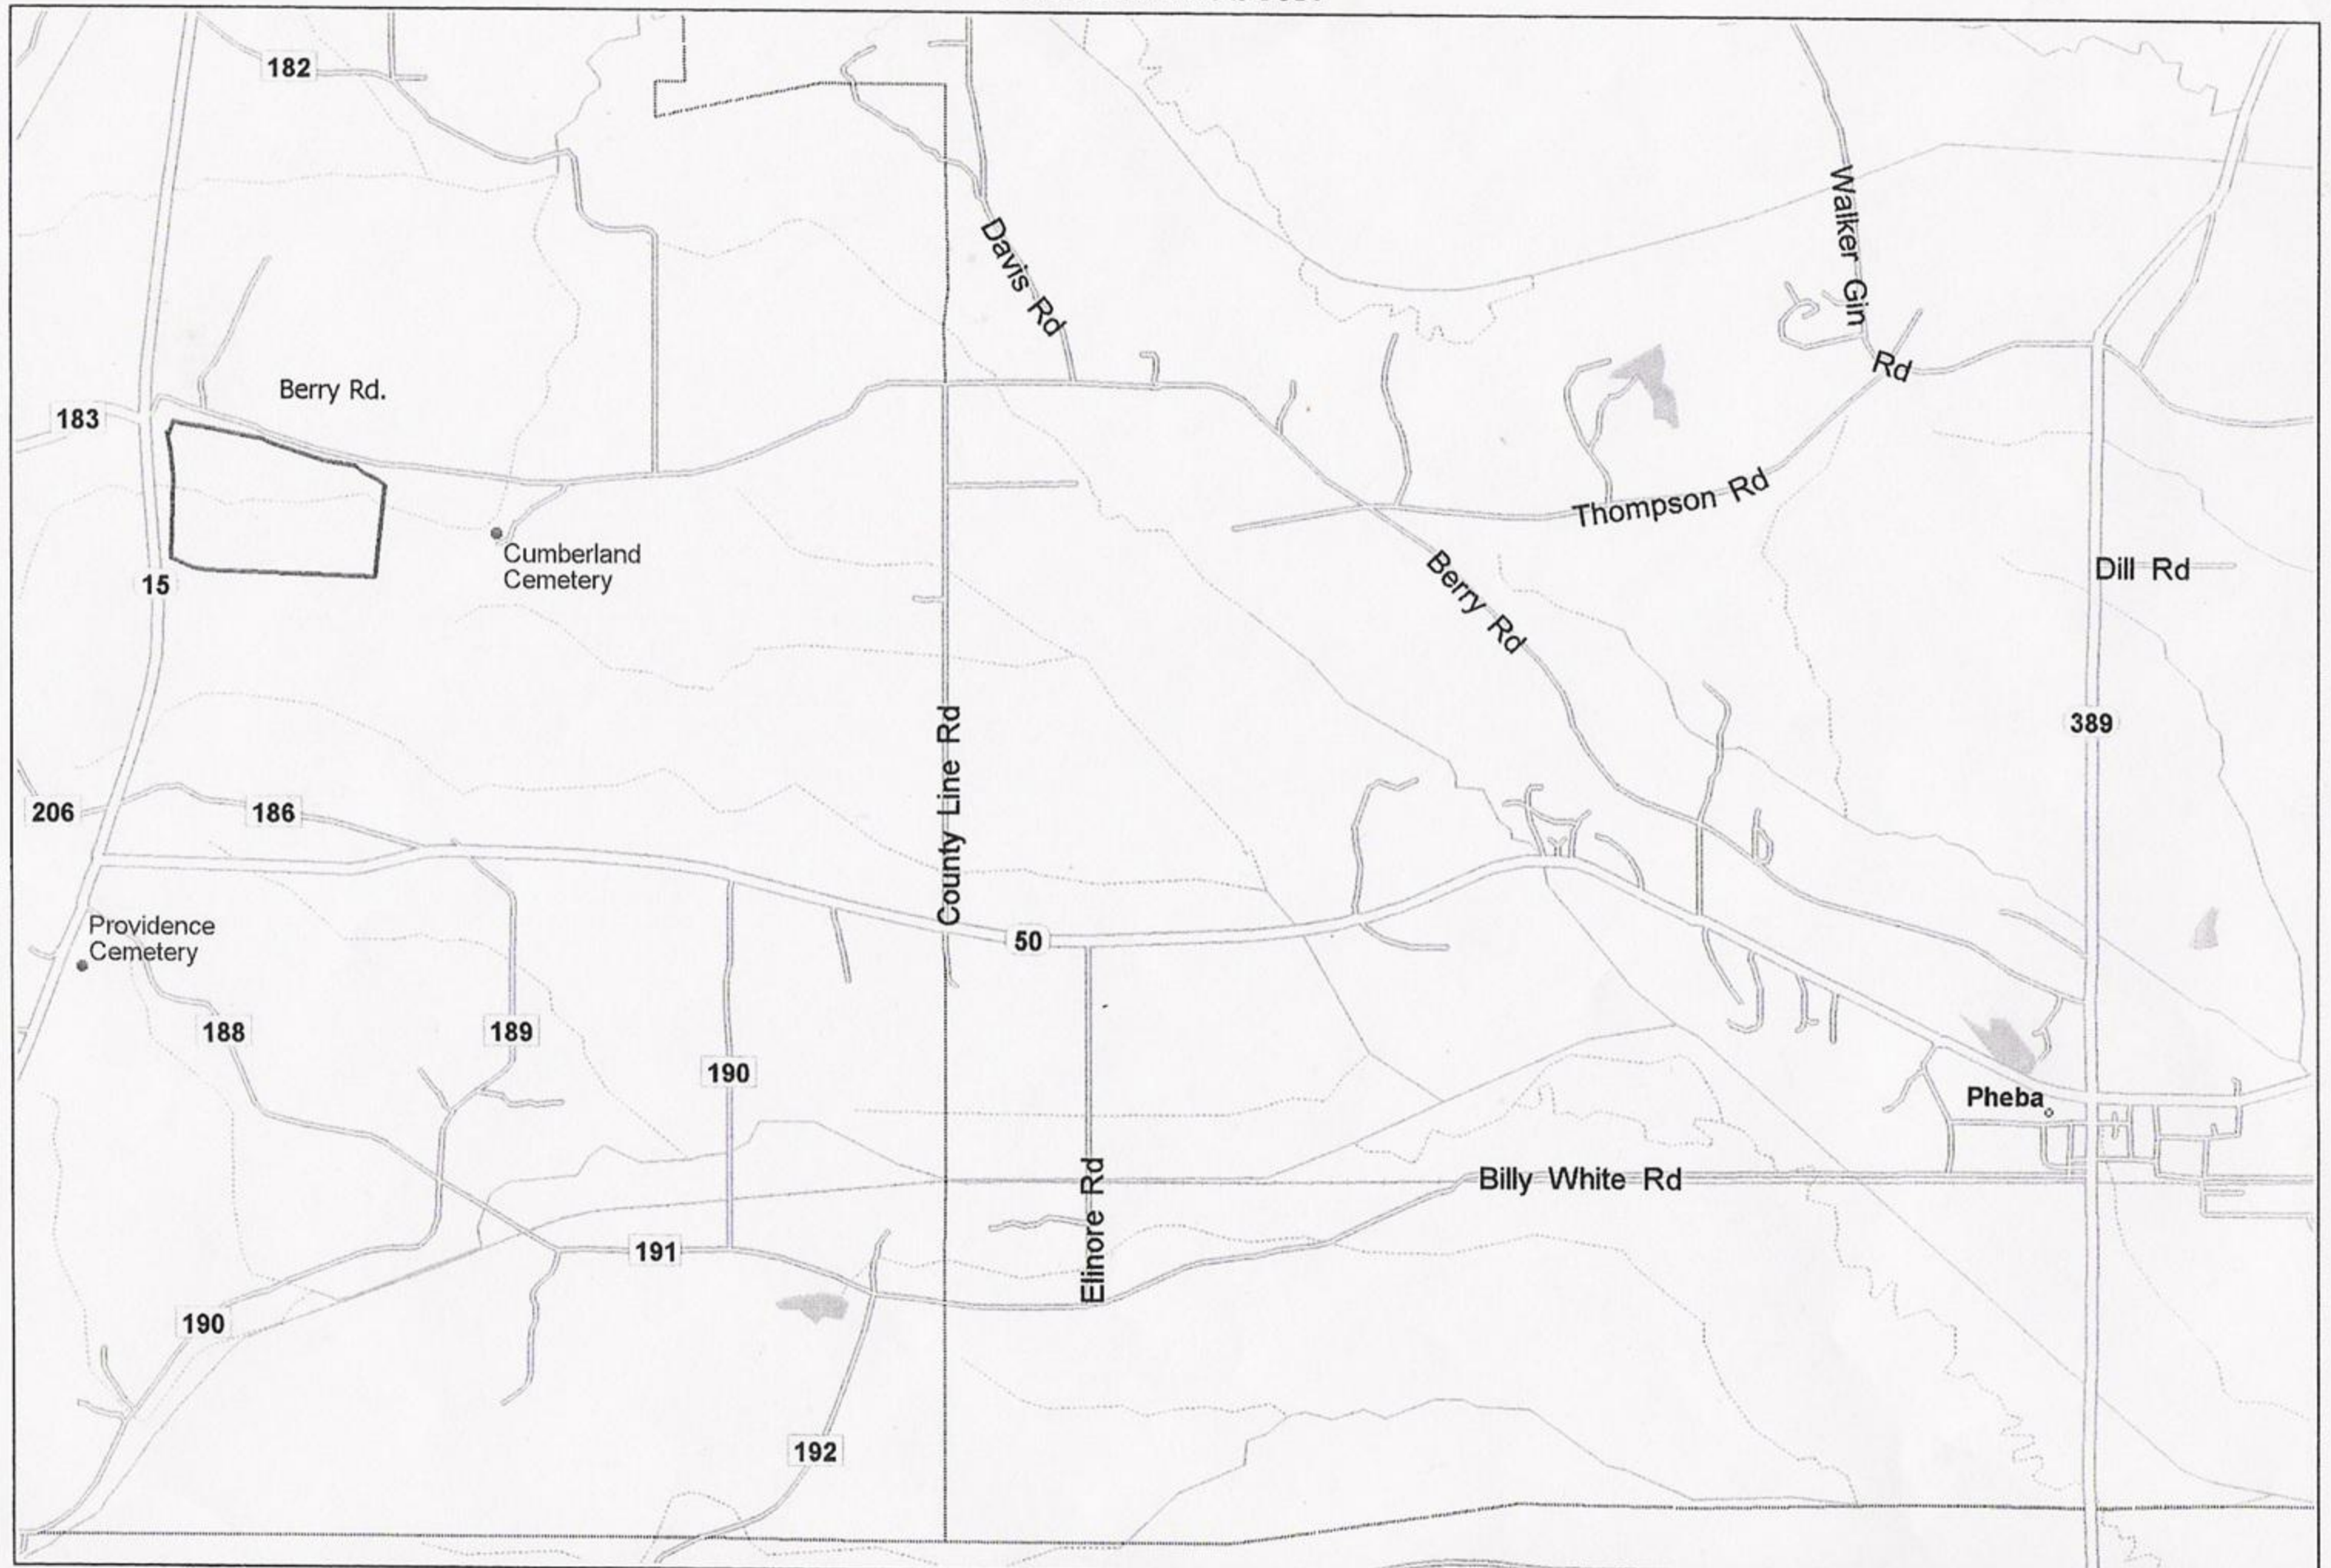 182
Walker Gin
Davis Rd
Rd
Berry Rd.
183
Thompson Rd
Cumberland
Cemetery
15
Dill Rd
Berry Rd
County Line Rd
389
206
186
Providence
Cemetery
50
188
189
190
Pheba
Elinore Rd
Billy White Rd
191
190
192